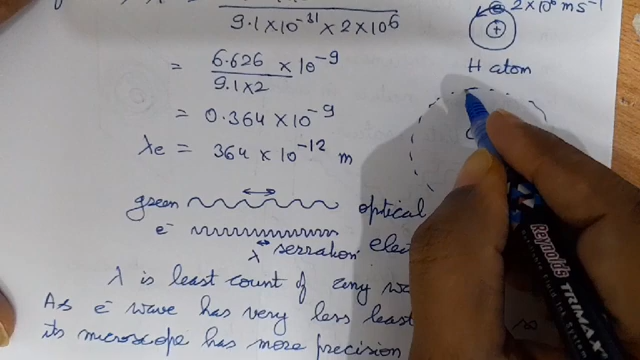 9.1×10⁻³¹ × 2×10⁶
2×10⁶ ms⁻¹
= 6.626 × 10⁻⁹
9.1×2
H atom
= 0.364 × 10⁻⁹
λe = 364 × 10⁻¹² m
green optical
e⁻
λ serration
λ is least count of any
As e⁻ wave has very less least
its microscope has more precision
Reynolds TRIMAX